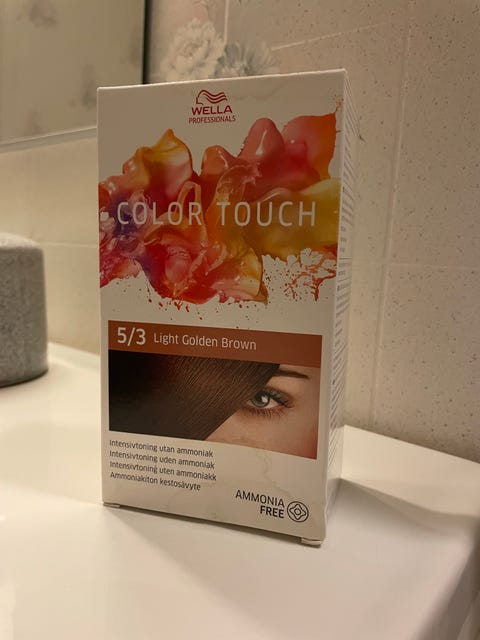 WELLA
PROFESSIONALS
COLOR TOUCH
5/3 Light Golden Brown
Intensivtoning utan ammoniak
Intensivtoning uden ammoniak
Intensivtoning uten ammoniakk
Ammoniakiton kestosävyte
AMMONIA
FREE